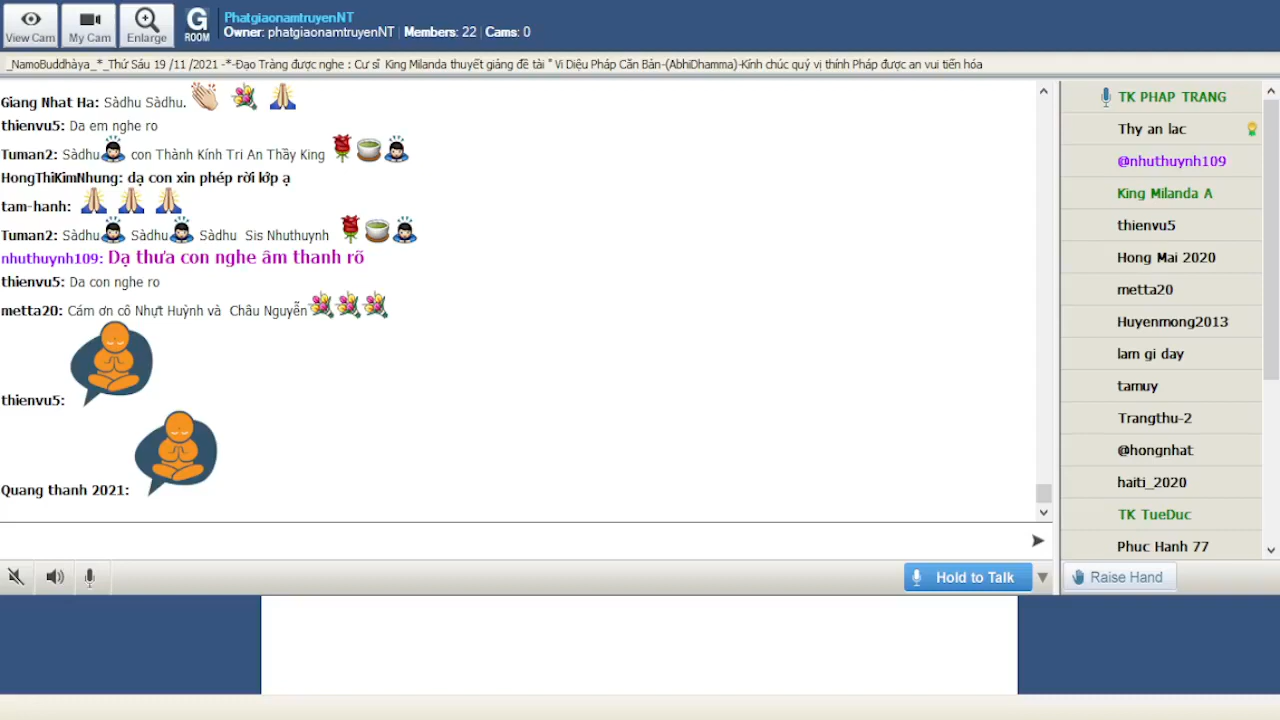 View Cam
My Cam
Enlarge
G
ROOM
PhatgiaonamtruyenNT
Owner: phatgiaonamtruyenNT | Members: 22 | Cams: 0
_NamoBuddhàya_*_Thứ Sáu 19 /11 /2021 -*-Đạo Tràng được nghe : Cư sĩ King Milanda thuyết giảng đề tài " Vi Diệu Pháp Căn Bản-(AbhiDhamma)-Kính chúc quý vị thính Pháp được an vui tiến hóa
Giang Nhat Ha: Sàdhu Sàdhu.
thienvu5: Da em nghe ro
Tuman2: Sàdhu con Thành Kính Tri Ân Thầy King
HongThiKimNhung: dạ con xin phép rời lớp ạ
tam-hanh:
Tuman2: Sàdhu Sàdhu Sàdhu Sis Nhuthuynh
nhuthuynh109: Dạ thưa con nghe âm thanh rõ
thienvu5: Da con nghe ro
metta20: Cám ơn cô Nhựt Huỳnh và Châu Nguyễn
thienvu5:
Quang thanh 2021:
TK PHAP TRANG
Thy an lac
@nhuthuynh109
King Milanda A
thienvu5
Hong Mai 2020
metta20
Huyenmong2013
lam gi day
tamuy
Trangthu-2
@hongnhat
haiti_2020
TK TueDuc
Phuc Hanh 77
Hold to Talk
Raise Hand